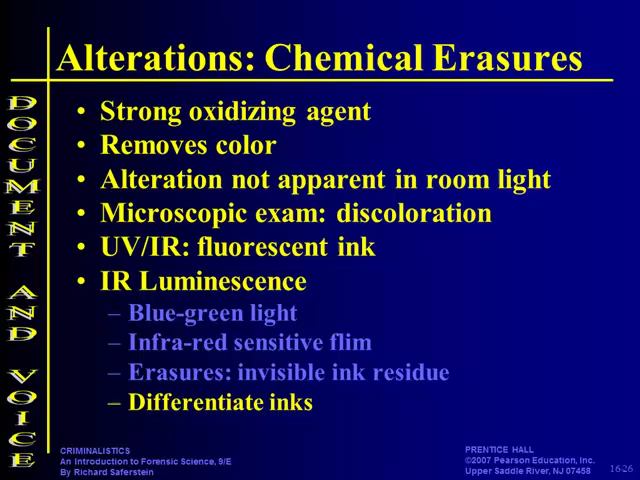 Alterations: Chemical Erasures
DOCUMENT AND VOICE
• Strong oxidizing agent
• Removes color
• Alteration not apparent in room light
• Microscopic exam: discoloration
• UV/IR: fluorescent ink
• IR Luminescence
– Blue-green light
– Infra-red sensitive flim
– Erasures: invisible ink residue
– Differentiate inks
CRIMINALISTICS
An Introduction to Forensic Science, 9/E
By Richard Saferstein
PRENTICE HALL
©2007 Pearson Education, Inc.
Upper Saddle River, NJ 07458
16-26